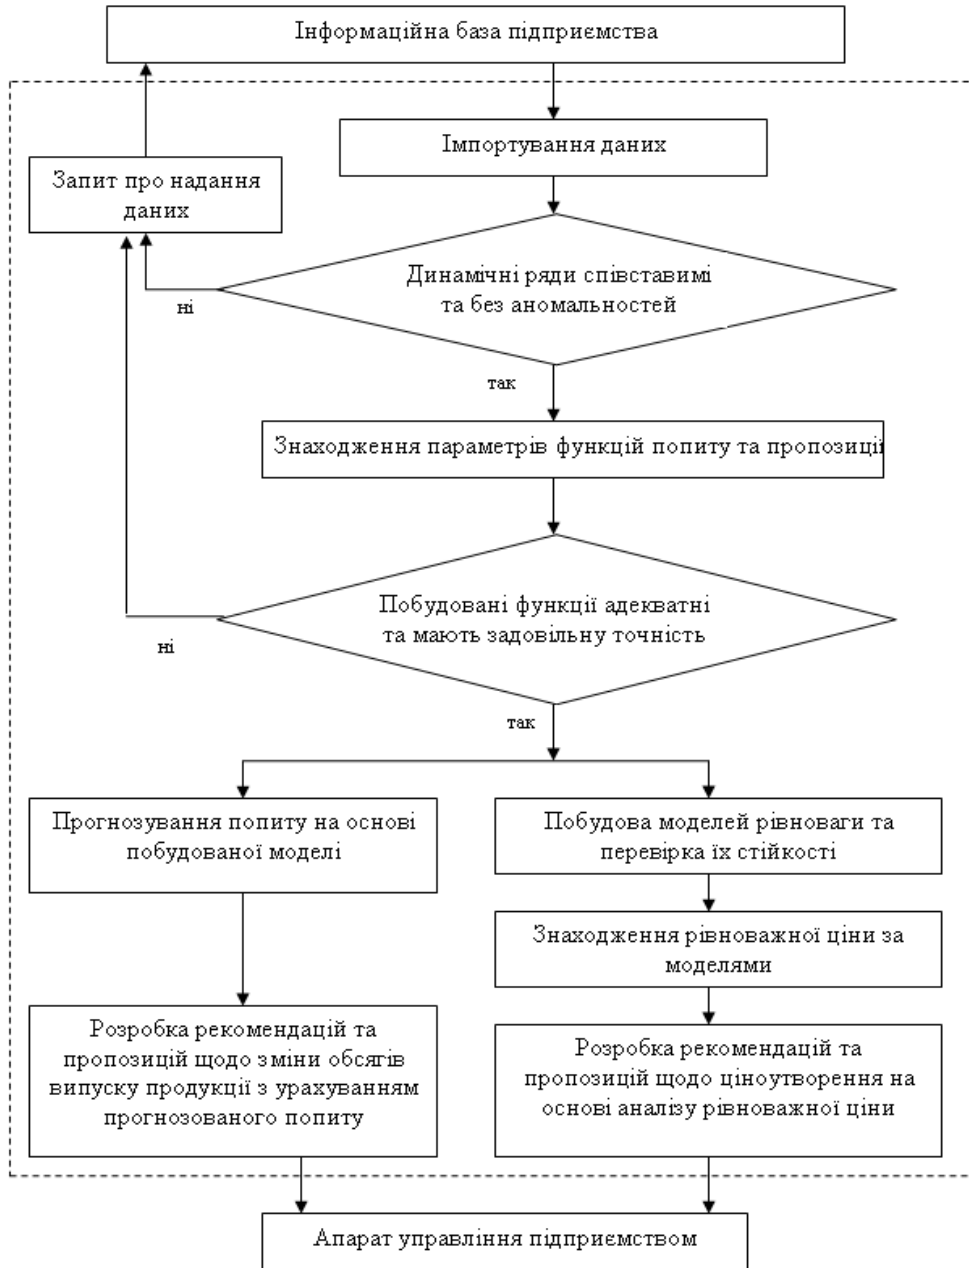 Інформаційна база підприємства
Імпортування даних
Запит про надання
даних
Динамічні ряди співставимі
та без аномальностей
ні
так
Знаходження параметрів функцій попиту та пропозиції
Побудовані функції адекватні
та мають задовільну точність
ні
так
Прогнозування попиту на основі
побудованої моделі
Побудова моделей рівноваги та
перевірка їх стійкості
Знаходження рівноважної ціни за
моделями
Розробка рекомендацій та
пропозицій щодо зміни обсягів
випуску продукції з урахуванням
прогнозованого попиту
Розробка рекомендацій та
пропозицій щодо ціноутворення на
основі аналізу рівноважної ціни
Апарат управління підприємством